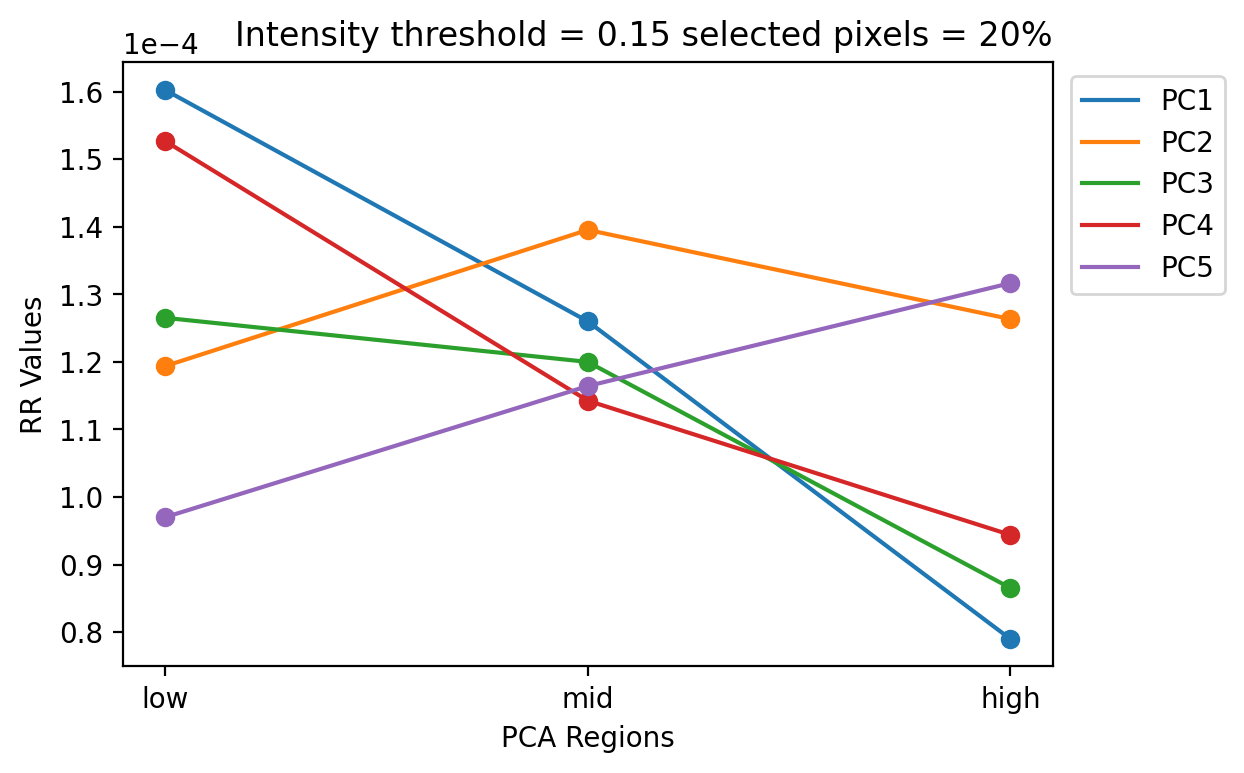 1e−4
Intensity threshold = 0.15 selected pixels = 20%
1.6
1.5
1.4
1.3
1.2
1.1
1.0
0.9
0.8
RR Values
low
mid
high
PCA Regions
PC1
PC2
PC3
PC4
PC5